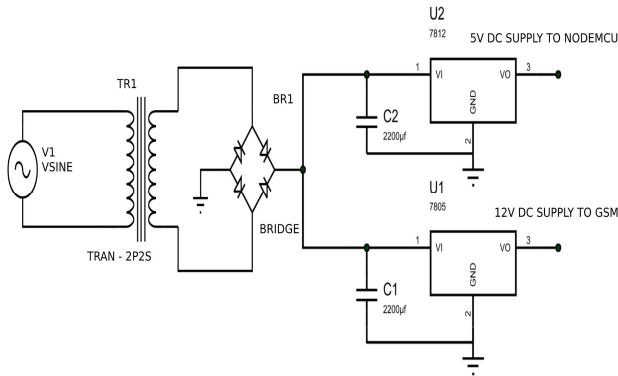 U2
7812
5V DC SUPPLY TO NODEMCU
1
VI
VO
3
GND
2
TR1
BR1
C2
2200µf
V1
VSINE
U1
7805
12V DC SUPPLY TO GSM
BRIDGE
1
VI
VO
3
TRAN - 2P2S
GND
C1
2200µf
2